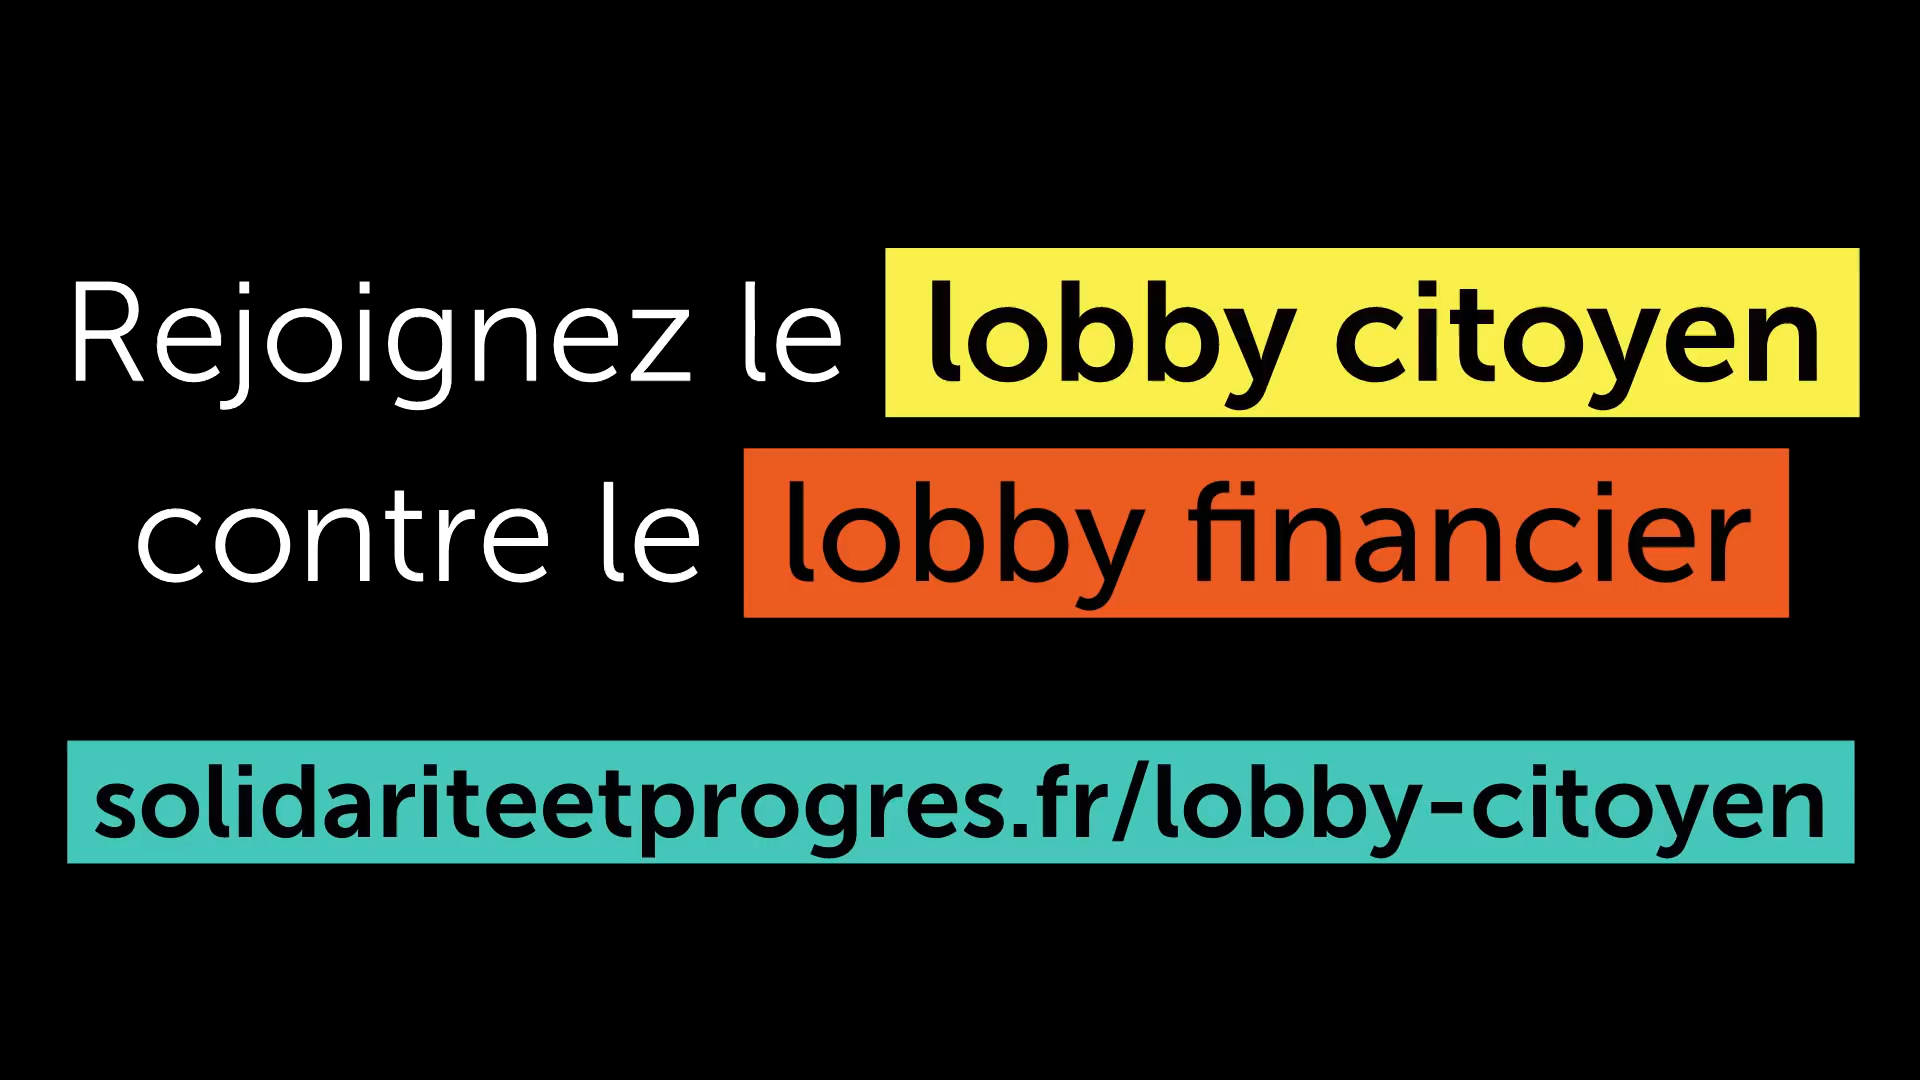 Rejoignez le lobby citoyen
contre le lobby financier
solidariteetprogres.fr/lobby-citoyen